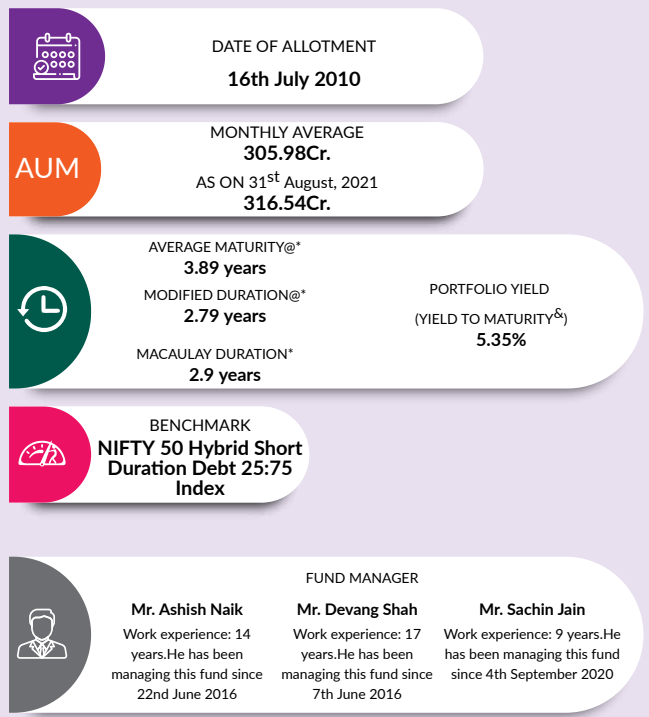 DATE OF ALLOTMENT
16th July 2010
AUM
MONTHLY AVERAGE
305.98Cr.
AS ON 31st August, 2021
316.54Cr.
AVERAGE MATURITY@*
3.89 years
MODIFIED DURATION@*
2.79 years
MACAULAY DURATION*
2.9 years
PORTFOLIO YIELD
(YIELD TO MATURITY&)
5.35%
BENCHMARK
NIFTY 50 Hybrid Short
Duration Debt 25:75
Index
FUND MANAGER
Mr. Ashish Naik
Work experience: 14
years.He has been
managing this fund since
22nd June 2016
Mr. Devang Shah
Work experience: 17
years.He has been
managing this fund since
7th June 2016
Mr. Sachin Jain
Work experience: 9 years.He
has been managing this fund
since 4th September 2020